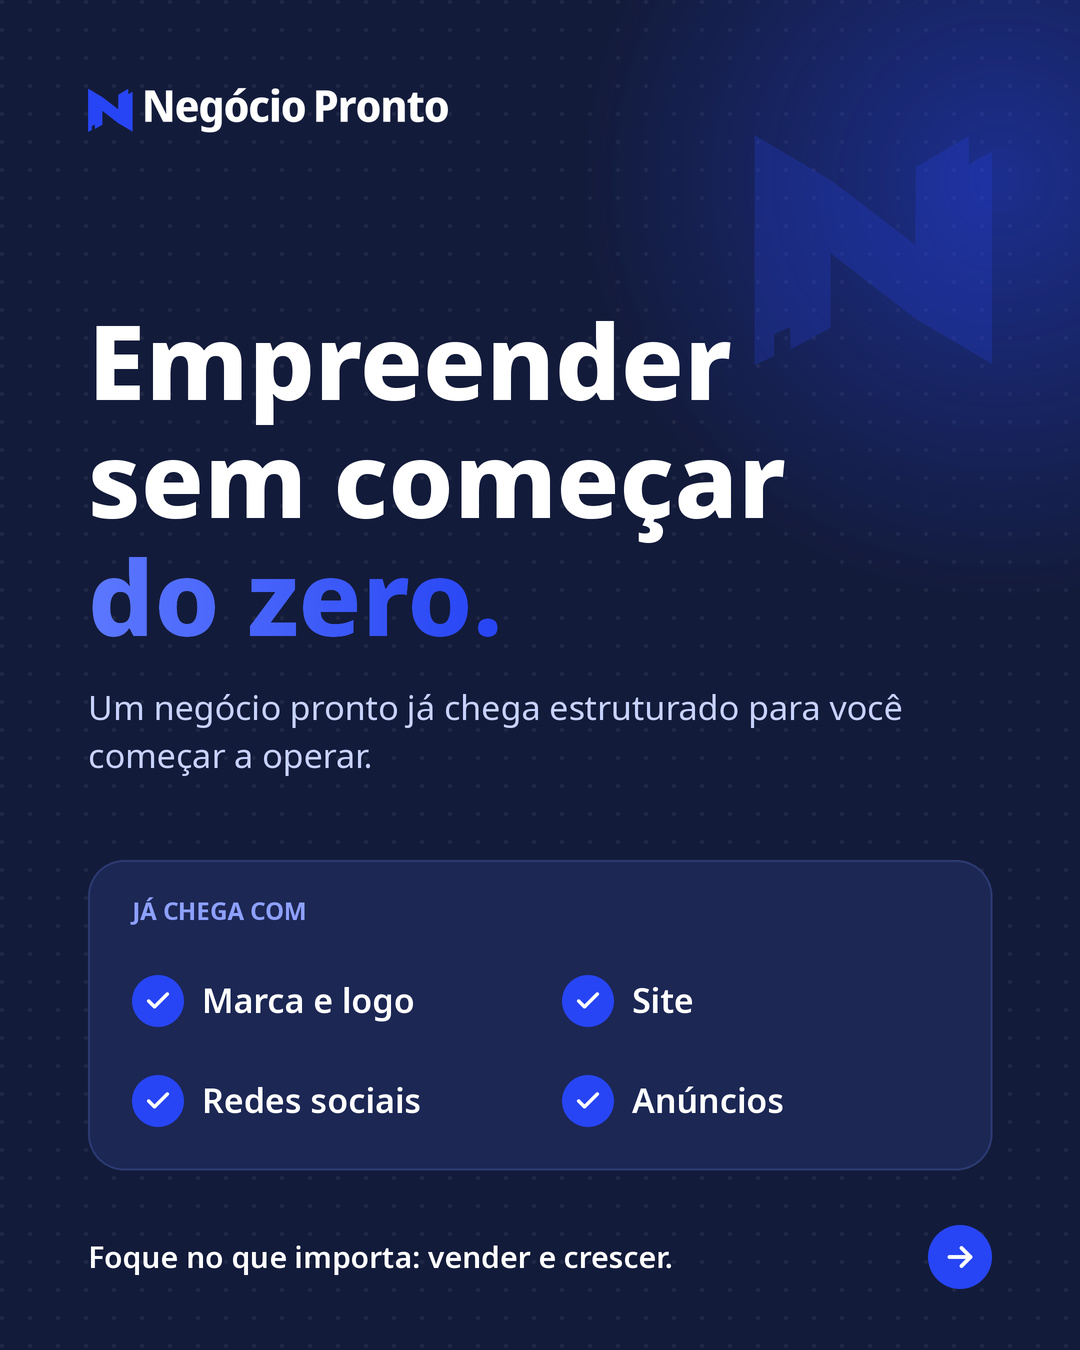 Negócio Pronto
Empreender
sem começar
do zero.
Um negócio pronto já chega estruturado para você
começar a operar.
JÁ CHEGA COM
Marca e logo
Site
Redes sociais
Anúncios
Foque no que importa: vender e crescer.